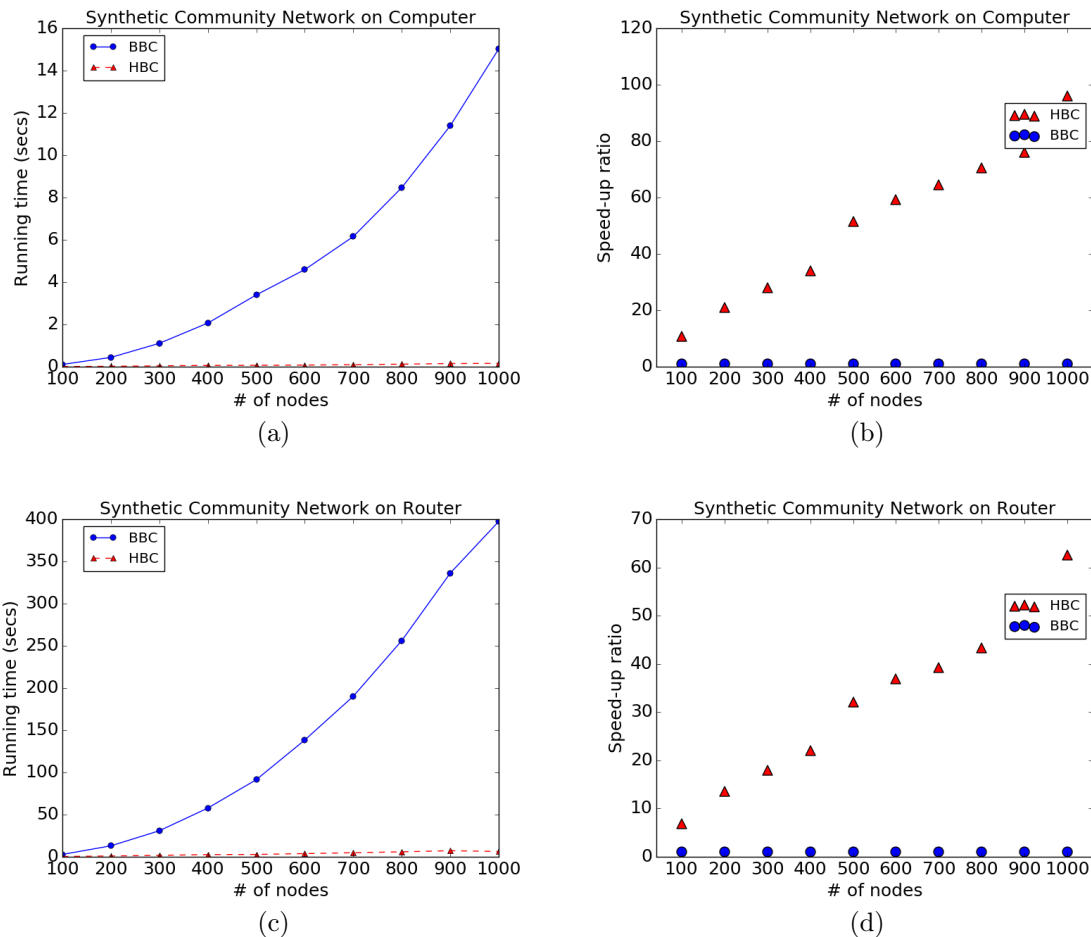 Synthetic Community Network on Computer
16
14
12
10
8
6
4
2
0
Running time (secs)
BBC
HBC
100 200 300 400 500 600 700 800 900 1000
# of nodes
(a)
Synthetic Community Network on Computer
120
100
80
60
40
20
0
Speed-up ratio
HBC
BBC
100 200 300 400 500 600 700 800 900 1000
# of nodes
(b)
Synthetic Community Network on Router
400
350
300
250
200
150
100
50
0
Running time (secs)
BBC
HBC
100 200 300 400 500 600 700 800 900 1000
# of nodes
(c)
Synthetic Community Network on Router
70
60
50
40
30
20
10
0
Speed-up ratio
HBC
BBC
100 200 300 400 500 600 700 800 900 1000
# of nodes
(d)